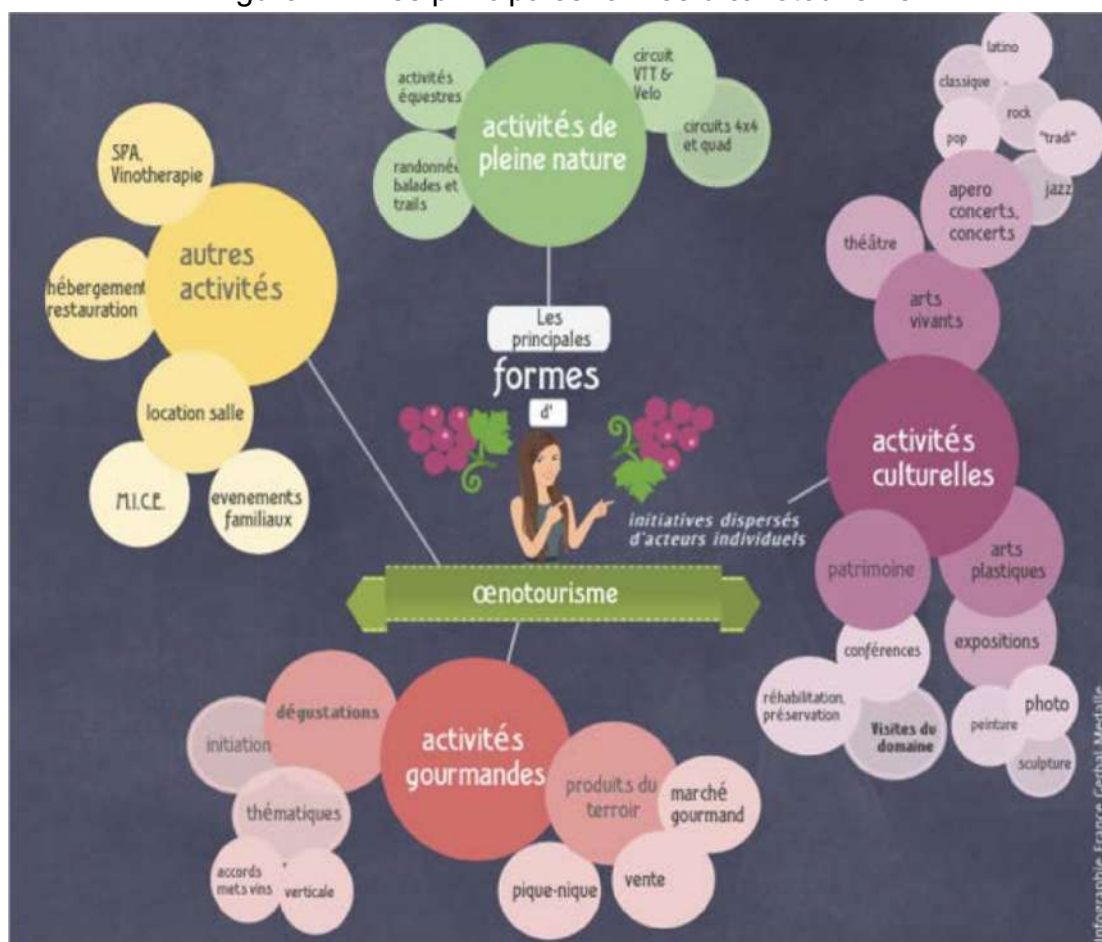 latino
classique
rock
pop
"tradi"
jazz
apero
concerts,
concerts
théâtre
arts
vivants
activités
culturelles
arts
plastiques
patrimoine
expositions
conférences
réhabilitation,
préservation
Visites du
domaine
photo
peinture
sculpture
activités
équestres
activités de
pleine nature
circuit
VTT &
Velo
circuits 4x4
et quad
balades et
trails
SPA,
Vinotherapie
autres
activités
hébergement
restauration
location salle
M.I.C.E.
evenements
familiaux
Les
principales
formes
d'
initiatives dispersés
d'acteurs individuels
œnotourisme
dégustations
initiation
thématiques
accords
mets vins
verticale
activités
gourmandes
produits du
terroir
marché
gourmand
pique-nique
vente
Infographie France Gerbal-Medalle